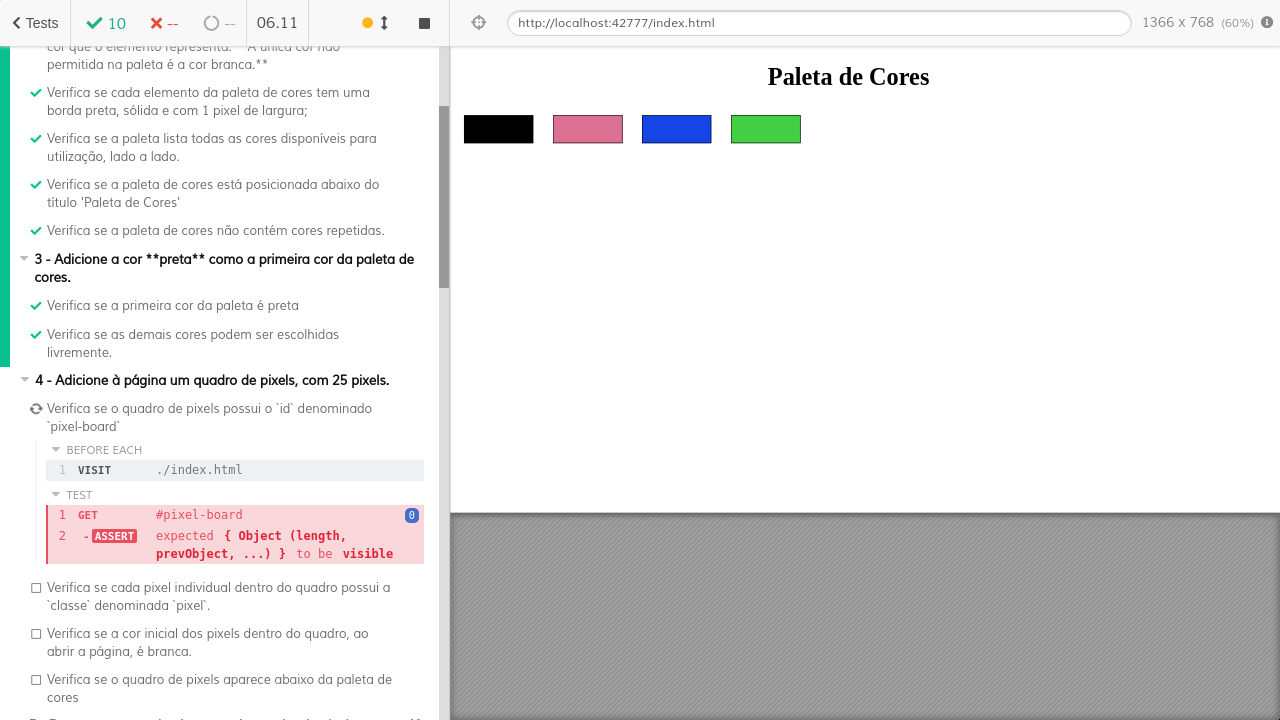 Tests
10
--
--
06.11
http://localhost:42777/index.html
1366 x 768 (60%)
cor que o elemento representa. **A única cor não
permitida na paleta é a cor branca.**
Verifica se cada elemento da paleta de cores tem uma
borda preta, sólida e com 1 pixel de largura;
Verifica se a paleta lista todas as cores disponíveis para
utilização, lado a lado.
Verifica se a paleta de cores está posicionada abaixo do
título 'Paleta de Cores'
Verifica se a paleta de cores não contém cores repetidas.
3 - Adicione a cor **preta** como a primeira cor da paleta de
cores.
Verifica se a primeira cor da paleta é preta
Verifica se as demais cores podem ser escolhidas
livremente.
4 - Adicione à página um quadro de pixels, com 25 pixels.
Verifica se o quadro de pixels possui o `id` denominado
`pixel-board`
BEFORE EACH
1 VISIT ./index.html
TEST
1 GET #pixel-board 0
2 - ASSERT expected { Object (length,
prevObject, ...) } to be visible
Verifica se cada pixel individual dentro do quadro possui a
`classe` denominada `pixel`.
Verifica se a cor inicial dos pixels dentro do quadro, ao
abrir a página, é branca.
Verifica se o quadro de pixels aparece abaixo da paleta de
cores
Paleta de Cores